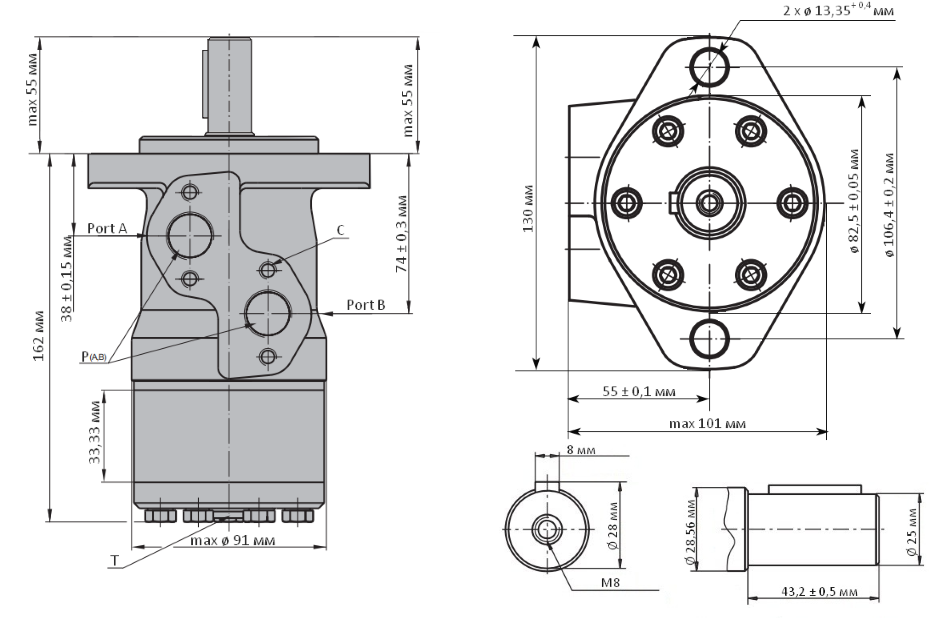 max 55 мм
max 55 мм
Port A
38 ± 0,15 мм
C
74 ± 0,3 мм
Port B
162 мм
P(A,B)
33,33 мм
max ø 91 мм
T
2 x ø 13,35+ 0,4 мм
130 мм
ø 82,5 ± 0,05 мм
ø 106,4 ± 0,2 мм
55 ± 0,1 мм
max 101 мм
8 мм
Ø 28 мм
M8
Ø 28,56 мм
Ø 25 мм
43,2 ± 0,5 мм